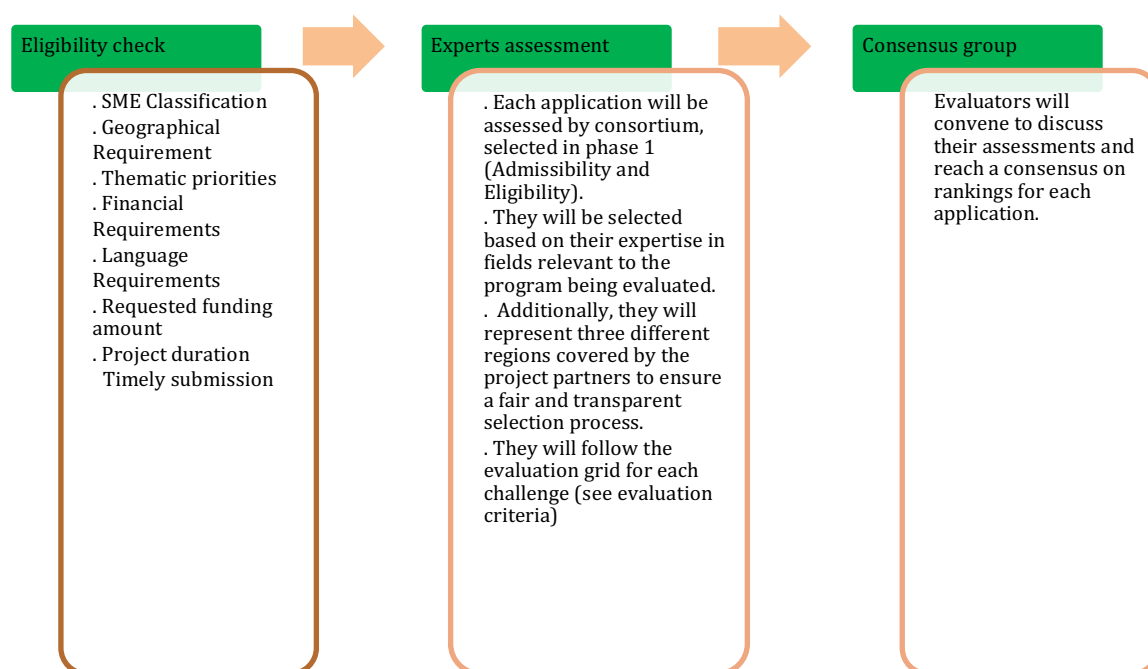 Eligibility check
. SME Classification
. Geographical
Requirement
. Thematic priorities
. Financial
Requirements
. Language
Requirements
. Requested funding
amount
. Project duration
Timely submission
Experts assessment
. Each application will be
assessed by consortium,
selected in phase 1
(Admissibility and
Eligibility).
. They will be selected
based on their expertise in
fields relevant to the
program being evaluated.
. Additionally, they will
represent three different
regions covered by the
project partners to ensure
a fair and transparent
selection process.
. They will follow the
evaluation grid for each
challenge (see evaluation
criteria)
Consensus group
Evaluators will
convene to discuss
their assessments and
reach a consensus on
rankings for each
application.